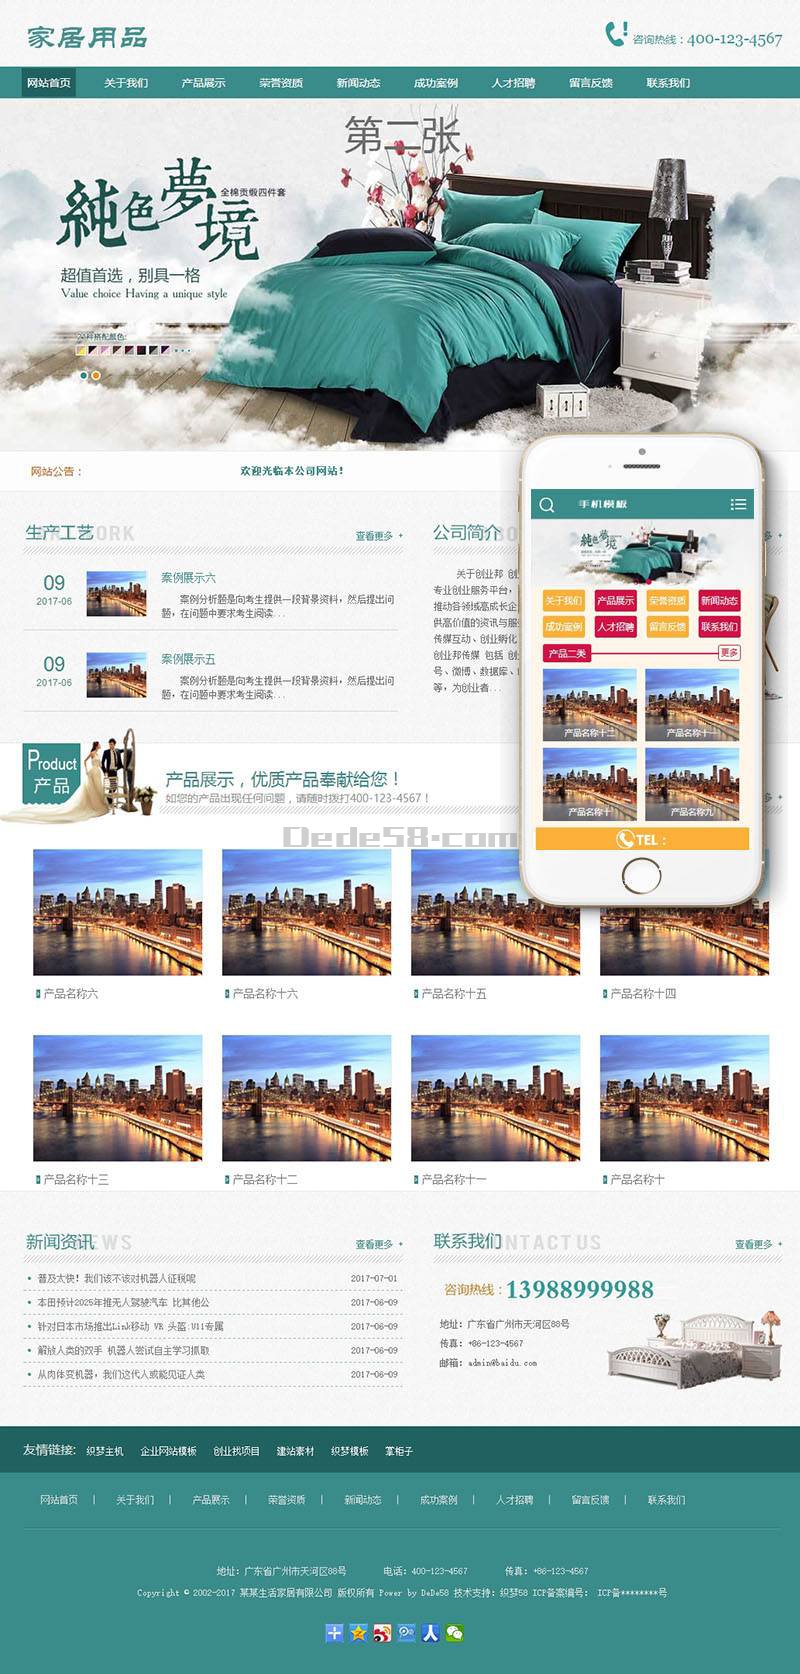 家居用品
咨询热线：400-123-4567
网站首页 关于我们 产品展示 荣誉资质 新闻动态 成功案例 人才招聘 留言反馈 联系我们
第二张
純色夢境
全棉贡缎四件套
超值首选，别具一格
Value choice Having a unique style
网站公告：
欢迎光临本公司网站！
生产工艺
WORK
查看更多 +
09
2017-06
案例展示六
案例分析题是向考生提供一段背景资料，然后提出问
题，在问题中要求考生阅读...
09
2017-06
案例展示五
案例分析题是向考生提供一段背景资料，然后提出问
题，在问题中要求考生阅读...
公司简介
关于创业邦 创
专业创业服务平台，
推动各领域高成长企
供高价值的资讯与服
传媒互动、创业孵化
创业邦传媒 包括 创
号、微博、数据库、
等，为创业者...
多 +
手机模板
純色夢境
关于我们 产品展示 荣誉资质 新闻动态
成功案例 人才招聘 留言反馈 联系我们
产品二类
更多
产品名称十二 产品名称十一
产品名称十 产品名称九
TEL：
Product
产品
产品展示，优质产品奉献给您！
如您的产品出现任何问题，请随时拨打400-123-4567！
多 +
Dede58.com
产品名称六 产品名称十六 产品名称十五 产品名称十四
产品名称十三 产品名称十二 产品名称十一 产品名称十
新闻资讯
NEWS
查看更多 +
普及太快！我们该不该对机器人征税呢 2017-07-01
本田预计2025年推无人驾驶汽车 比其他公 2017-06-09
针对日本市场推出Link移动 VR 头盔:U11专属 2017-06-09
解放人类的双手 机器人尝试自主学习抓取 2017-06-09
从肉体变机器，我们这代人或能见证人类 2017-06-09
联系我们
CONTACT US
查看更多 +
咨询热线：13988999988
地址：广东省广州市天河区88号
传真：+86-123-4567
邮箱：admin@baidu.com
友情链接: 织梦主机 企业网站模板 创业找项目 建站素材 织梦模板 掌柜子
网站首页 | 关于我们 | 产品展示 | 荣誉资质 | 新闻动态 | 成功案例 | 人才招聘 | 留言反馈 | 联系我们
地址：广东省广州市天河区88号 电话：400-123-4567 传真：+86-123-4567
Copyright © 2002-2017 某某生活家居有限公司 版权所有 Power by DeDe58 技术支持：织梦58 ICP备案编号： ICP备********号